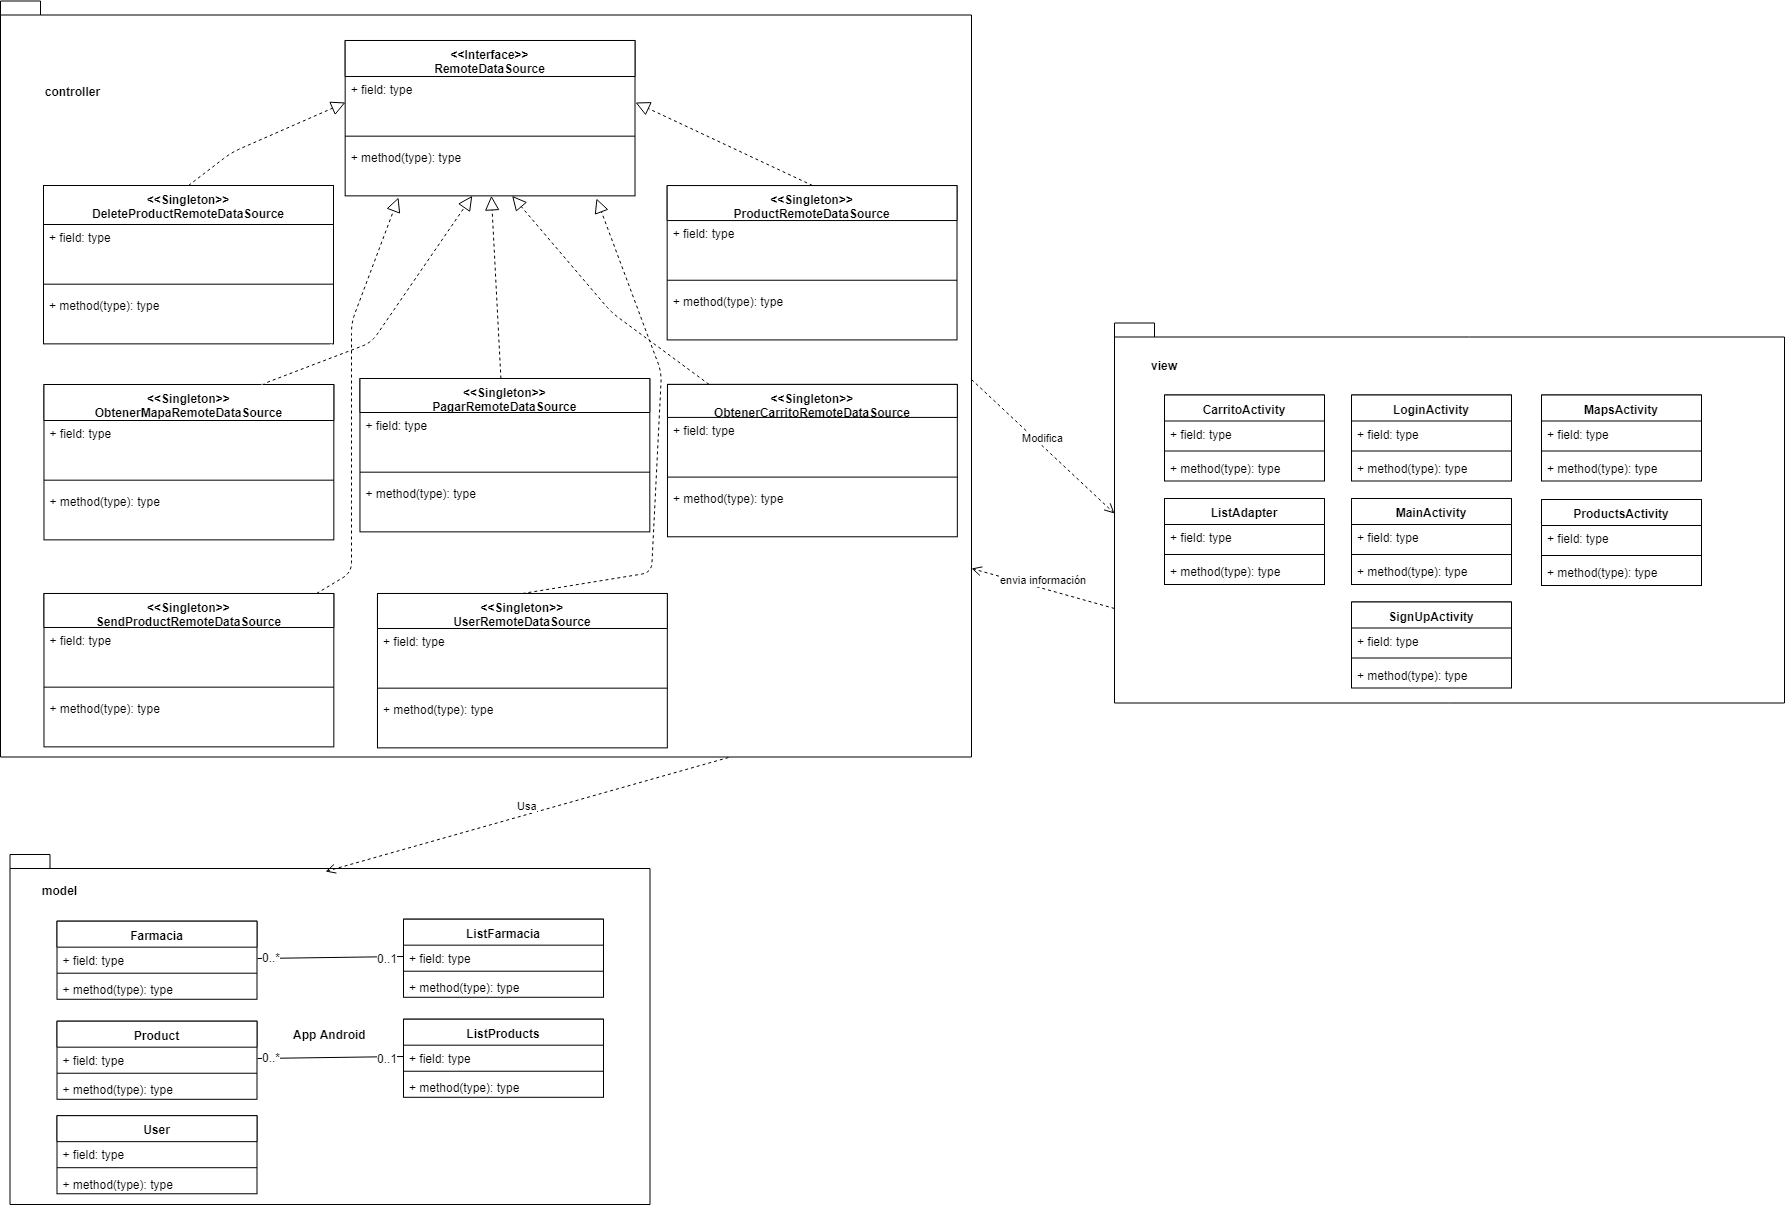 controller
<<Interface>>
RemoteDataSource
+ field: type
+ method(type): type
<<Singleton>>
DeleteProductRemoteDataSource
+ field: type
+ method(type): type
<<Singleton>>
ProductRemoteDataSource
+ field: type
+ method(type): type
<<Singleton>>
ObtenerMapaRemoteDataSource
+ field: type
+ method(type): type
<<Singleton>>
PagarRemoteDataSource
+ field: type
+ method(type): type
<<Singleton>>
ObtenerCarritoRemoteDataSource
+ field: type
+ method(type): type
<<Singleton>>
SendProductRemoteDataSource
+ field: type
+ method(type): type
<<Singleton>>
UserRemoteDataSource
+ field: type
+ method(type): type
Modifica
envia información
view
CarritoActivity
+ field: type
+ method(type): type
LoginActivity
+ field: type
+ method(type): type
MapsActivity
+ field: type
+ method(type): type
ListAdapter
+ field: type
+ method(type): type
MainActivity
+ field: type
+ method(type): type
ProductsActivity
+ field: type
+ method(type): type
SignUpActivity
+ field: type
+ method(type): type
Usa
model
Farmacia
+ field: type
+ method(type): type
0..*
0..1
ListFarmacia
+ field: type
+ method(type): type
Product
+ field: type
+ method(type): type
App Android
0..*
0..1
ListProducts
+ field: type
+ method(type): type
User
+ field: type
+ method(type): type